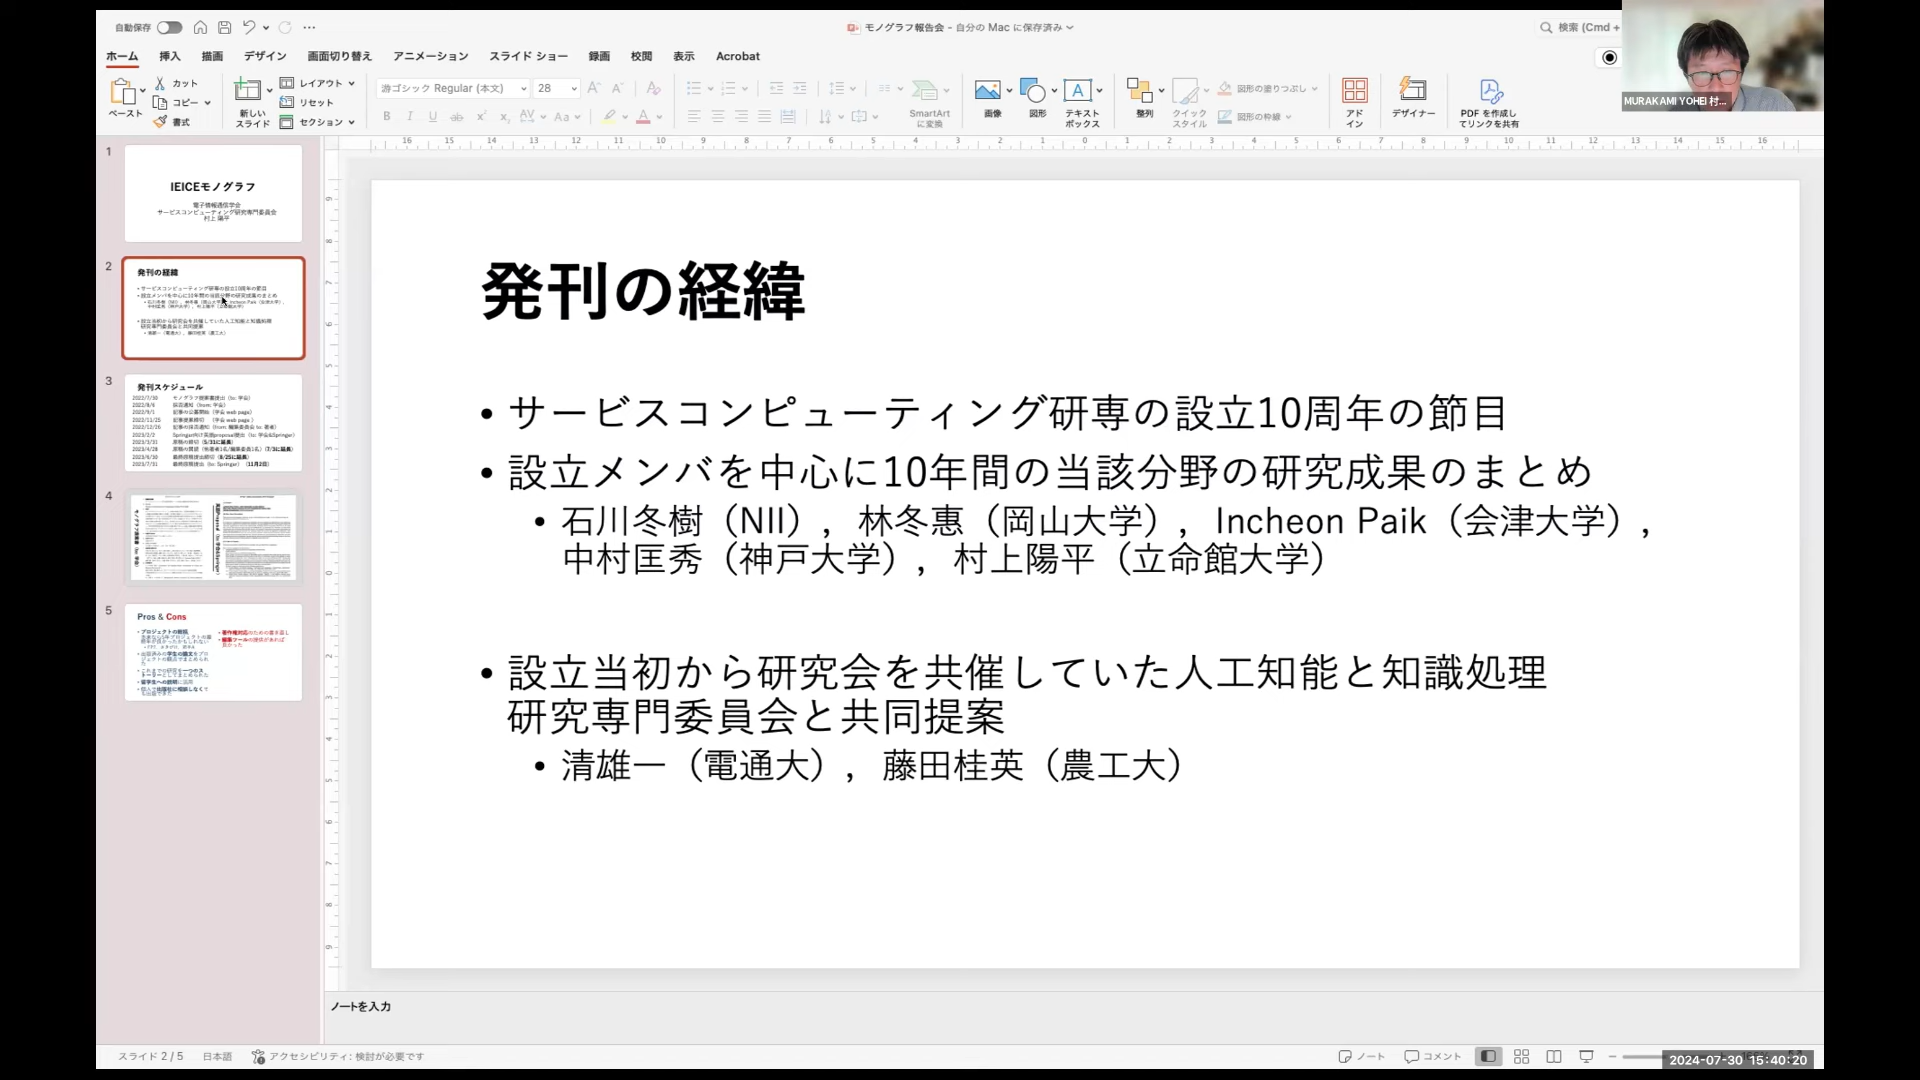 自動保存
モノグラフ報告会 - 自分の Mac に保存済み
検索 (Cmd +
ホーム 挿入 描画 デザイン 画面切り替え アニメーション スライド ショー 録画 校閲 表示 Acrobat
MURAKAMI YOHEI 村...
ペースト
カット
コピー
書式
新しい
スライド
レイアウト
リセット
セクション
游ゴシック Regular (本文) 28
SmartArt
に変換
画像
図形
テキスト
ボックス
整列
クイック
スタイル
図形の塗りつぶし
図形の枠線
アド
イン
デザイナー
PDF を作成し
てリンクを共有
1
IEICEモノグラフ
電子情報通信学会
サービスコンピューティング研究専門委員会
村上 陽平
2
発刊の経緯
3
発刊スケジュール
2022/7/30 モノグラフ提案書提出（to: 学会）
4
5
Pros & Cons
発刊の経緯
• サービスコンピューティング研専の設立10周年の節目
• 設立メンバを中心に10年間の当該分野の研究成果のまとめ
• 石川冬樹（NII），林冬惠（岡山大学），Incheon Paik（会津大学），
中村匡秀（神戸大学），村上陽平（立命館大学）
• 設立当初から研究会を共催していた人工知能と知識処理
研究専門委員会と共同提案
• 清雄一（電通大），藤田桂英（農工大）
ノートを入力
スライド 2 / 5 日本語 アクセシビリティ: 検討が必要です
ノート コメント
2024-07-30 15:40:20